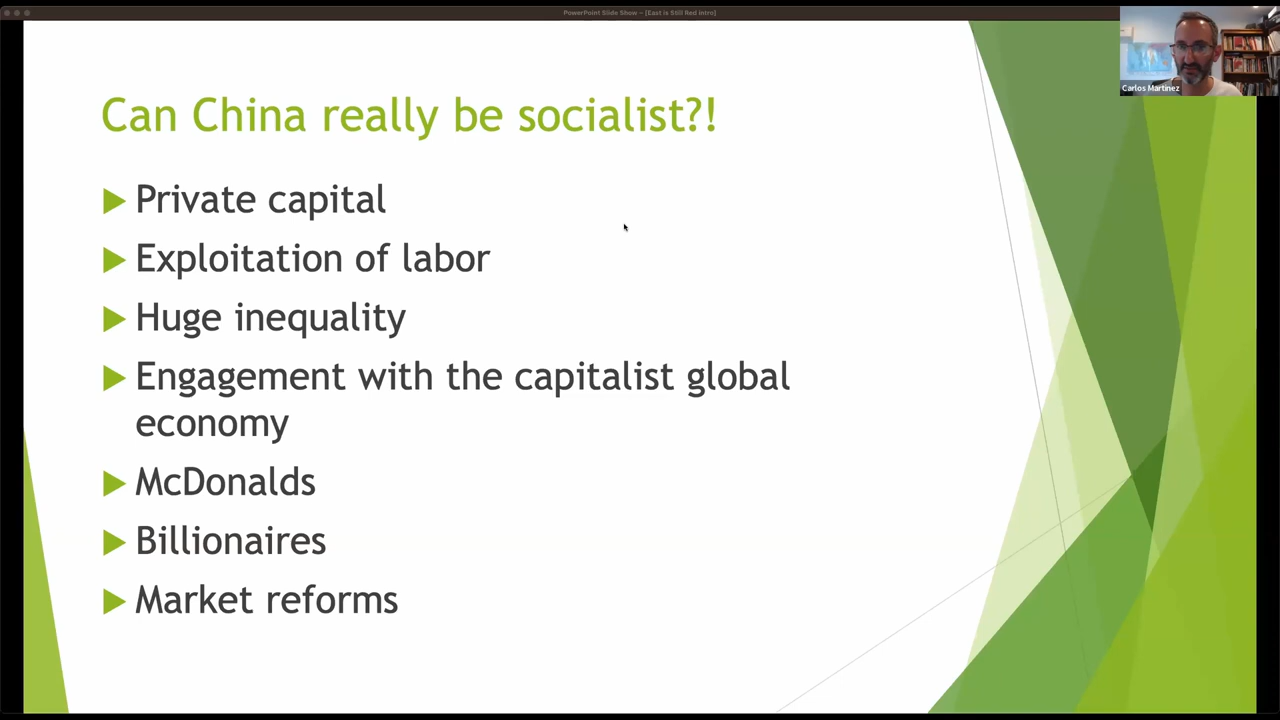 PowerPoint Slide Show - [East is Still Red Intro]
Carlos Martinez
Can China really be socialist?!
Private capital
Exploitation of labor
Huge inequality
Engagement with the capitalist global
economy
McDonalds
Billionaires
Market reforms